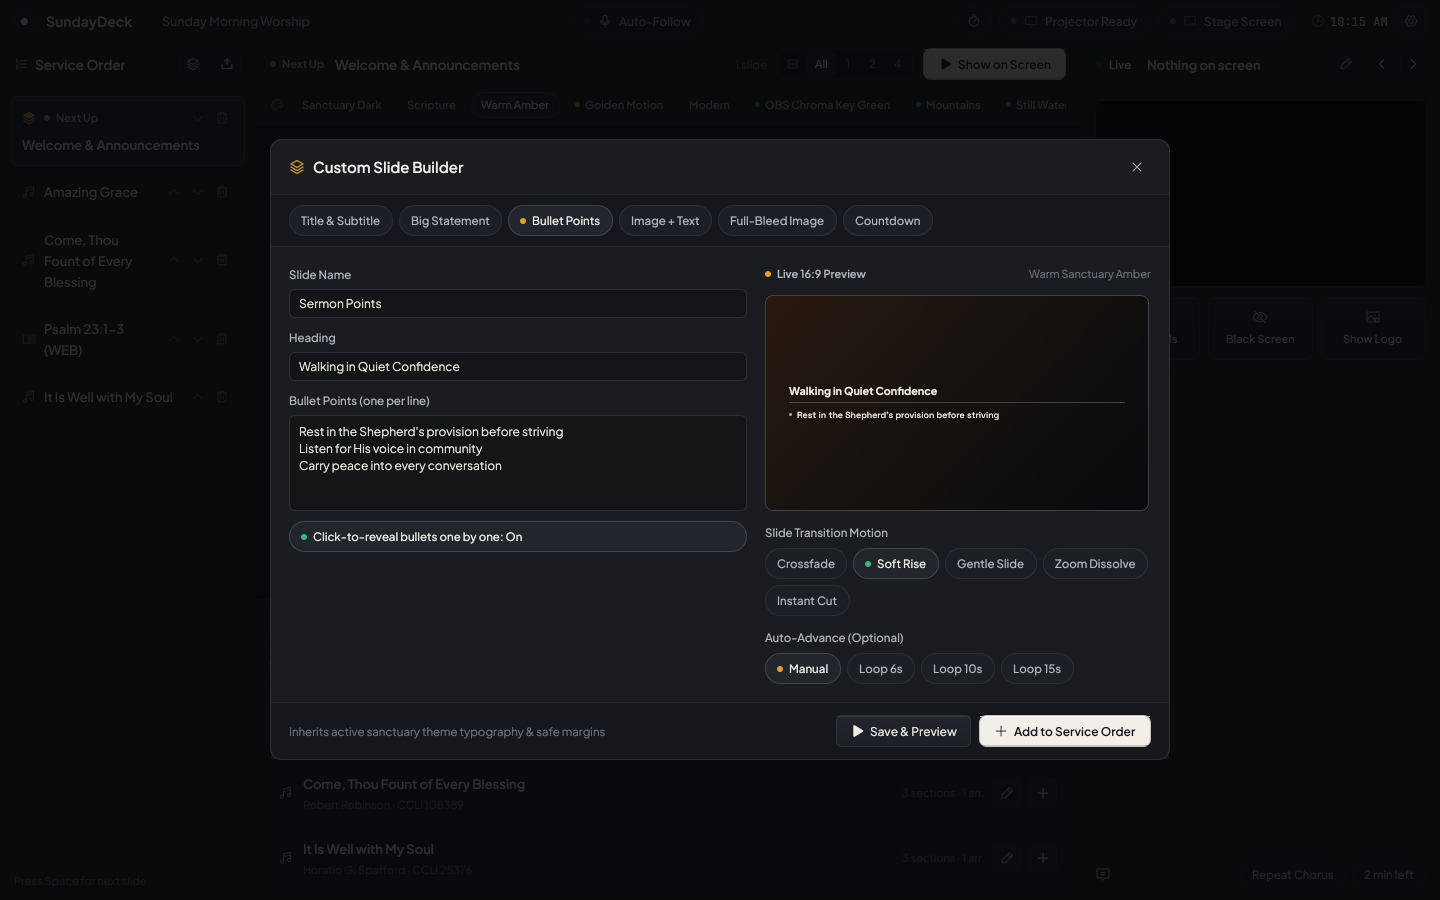 SundayDeck
Sunday Morning Worship
Auto-Follow
Projector Ready
Stage Screen
10:15 AM
Service Order
Next Up
Welcome & Announcements
1 slide
All
1
2
4
Show on Screen
Live
Nothing on screen
Sanctuary Dark
Scripture
Warm Amber
Golden Motion
Modern
OBS Chroma Key Green
Mountains
Still Wate
Next Up
Welcome & Announcements
Amazing Grace
Come, Thou
Fount of Every
Blessing
Psalm 23:1–3
(WEB)
It Is Well with My Soul
Custom Slide Builder
Title & Subtitle
Big Statement
Bullet Points
Image + Text
Full-Bleed Image
Countdown
Slide Name
Sermon Points
Heading
Walking in Quiet Confidence
Bullet Points (one per line)
Rest in the Shepherd's provision before striving
Listen for His voice in community
Carry peace into every conversation
Click-to-reveal bullets one by one: On
Live 16:9 Preview
Warm Sanctuary Amber
Walking in Quiet Confidence
Rest in the Shepherd's provision before striving
Slide Transition Motion
Crossfade
Soft Rise
Gentle Slide
Zoom Dissolve
Instant Cut
Auto-Advance (Optional)
Manual
Loop 6s
Loop 10s
Loop 15s
Inherits active sanctuary theme typography & safe margins
Save & Preview
Add to Service Order
Black Screen
Show Logo
Come, Thou Fount of Every Blessing
Robert Robinson · CCLI 108389
3 sections · 1 arr.
It Is Well with My Soul
Horatio G. Spafford · CCLI 25376
3 sections · 1 arr.
Press Space for next slide
Repeat Chorus
2 min left